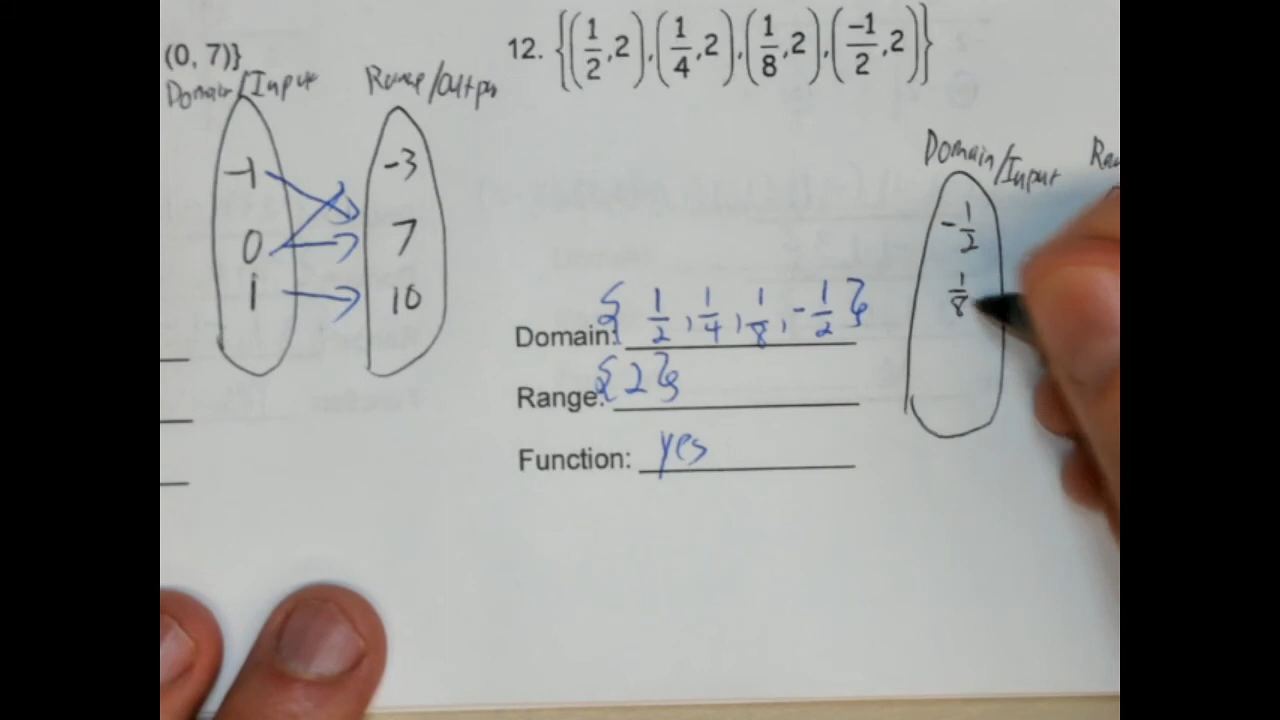 (0, 7)}
Domain/Input Range/Outpu
-1 -3
0 7
1 10
12. {(1/2, 2), (1/4, 2), (1/8, 2), (-1/2, 2)}
Domain: {1/2, 1/4, 1/8, -1/2}
Range: {2}
Function: yes
Domain/Input
-1/2
1/8